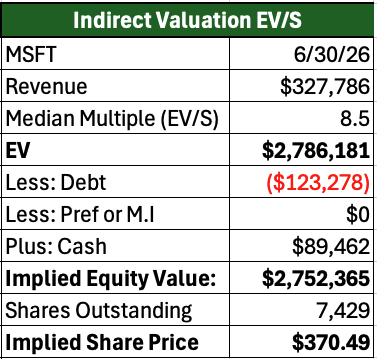 Indirect Valuation EV/S
MSFT 6/30/26
Revenue $327,786
Median Multiple (EV/S) 8.5
EV $2,786,181
Less: Debt ($123,278)
Less: Pref or M.I $0
Plus: Cash $89,462
Implied Equity Value: $2,752,365
Shares Outstanding 7,429
Implied Share Price $370.49